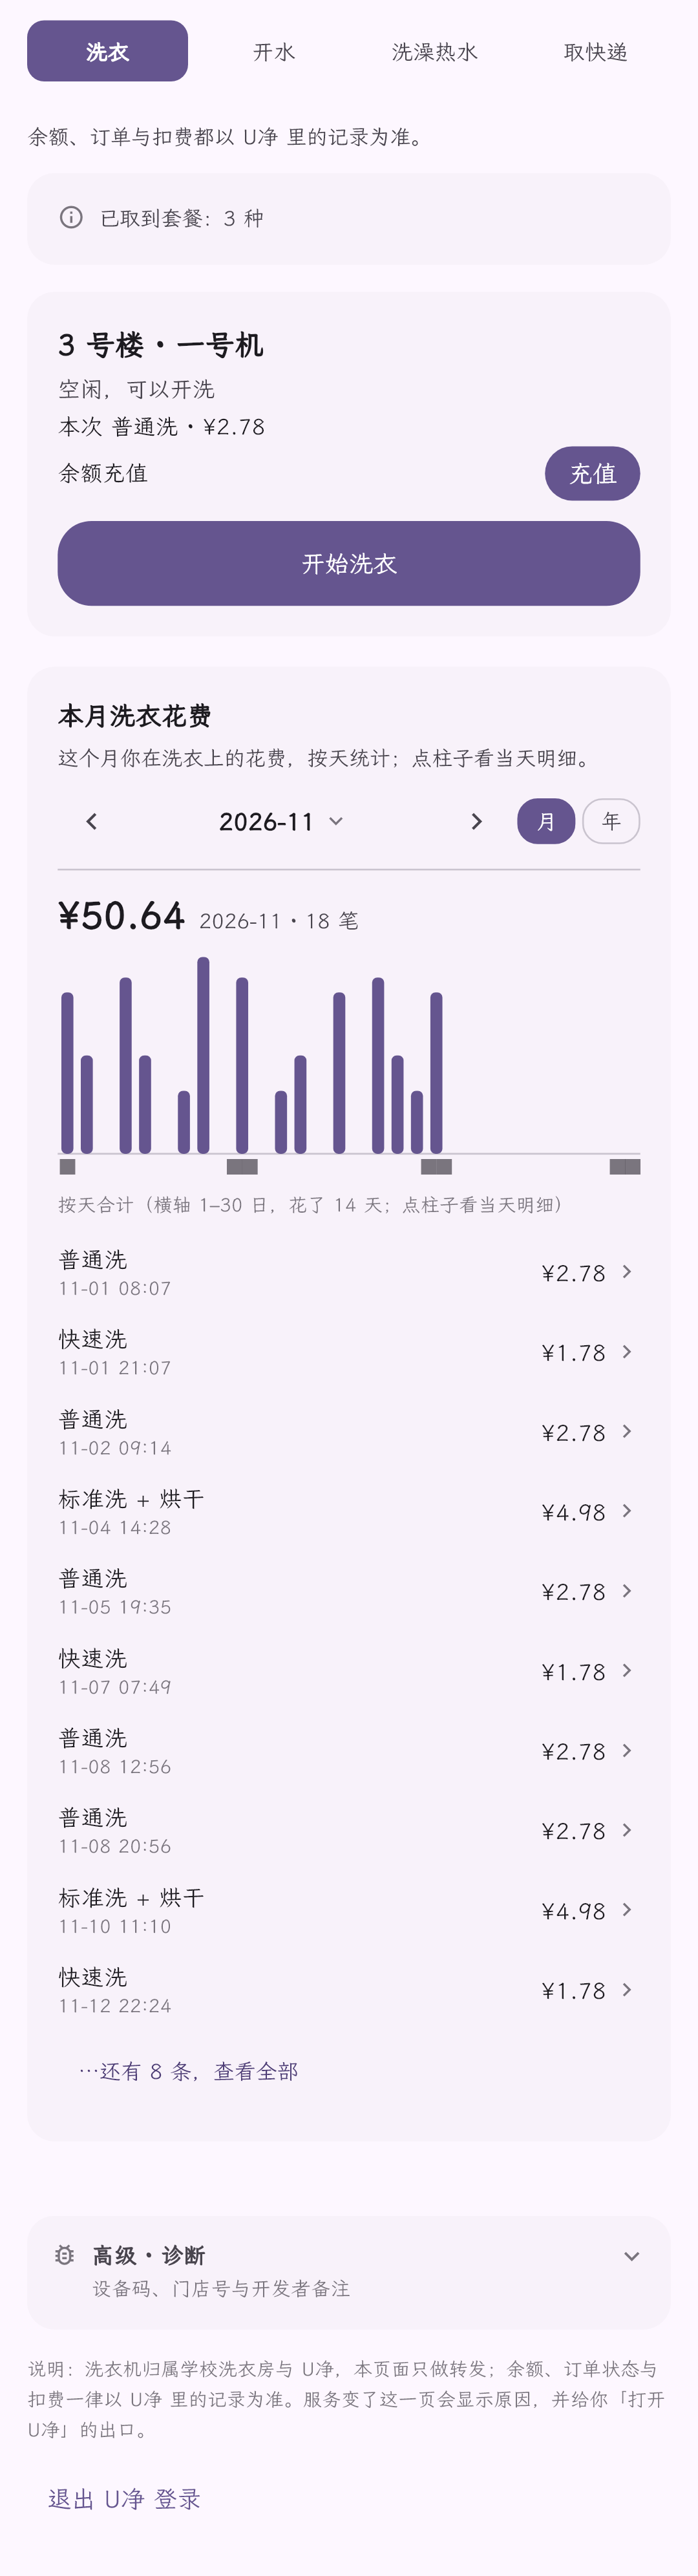 洗衣
开水
洗澡热水
取快递
余额、订单与扣费都以 U净 里的记录为准。
已取到套餐：3 种
3 号楼·一号机
空闲，可以开洗
本次 普通洗·¥2.78
余额充值
充值
开始洗衣
本月洗衣花费
这个月你在洗衣上的花费，按天统计；点柱子看当天明细。
2026-11
月
年
¥50.64 2026-11·18 笔
按天合计（横轴 1–30 日，花了 14 天；点柱子看当天明细）
普通洗
11-01 08:07
¥2.78
快速洗
11-01 21:07
¥1.78
普通洗
11-02 09:14
¥2.78
标准洗 + 烘干
11-04 14:28
¥4.98
普通洗
11-05 19:35
¥2.78
快速洗
11-07 07:49
¥1.78
普通洗
11-08 12:56
¥2.78
普通洗
11-08 20:56
¥2.78
标准洗 + 烘干
11-10 11:10
¥4.98
快速洗
11-12 22:24
¥1.78
…还有 8 条，查看全部
高级·诊断
设备码、门店号与开发者备注
说明：洗衣机归属学校洗衣房与 U净，本页面只做转发；余额、订单状态与
扣费一律以 U净 里的记录为准。服务变了这一页会显示原因，并给你「打开
U净」的出口。
退出 U净 登录